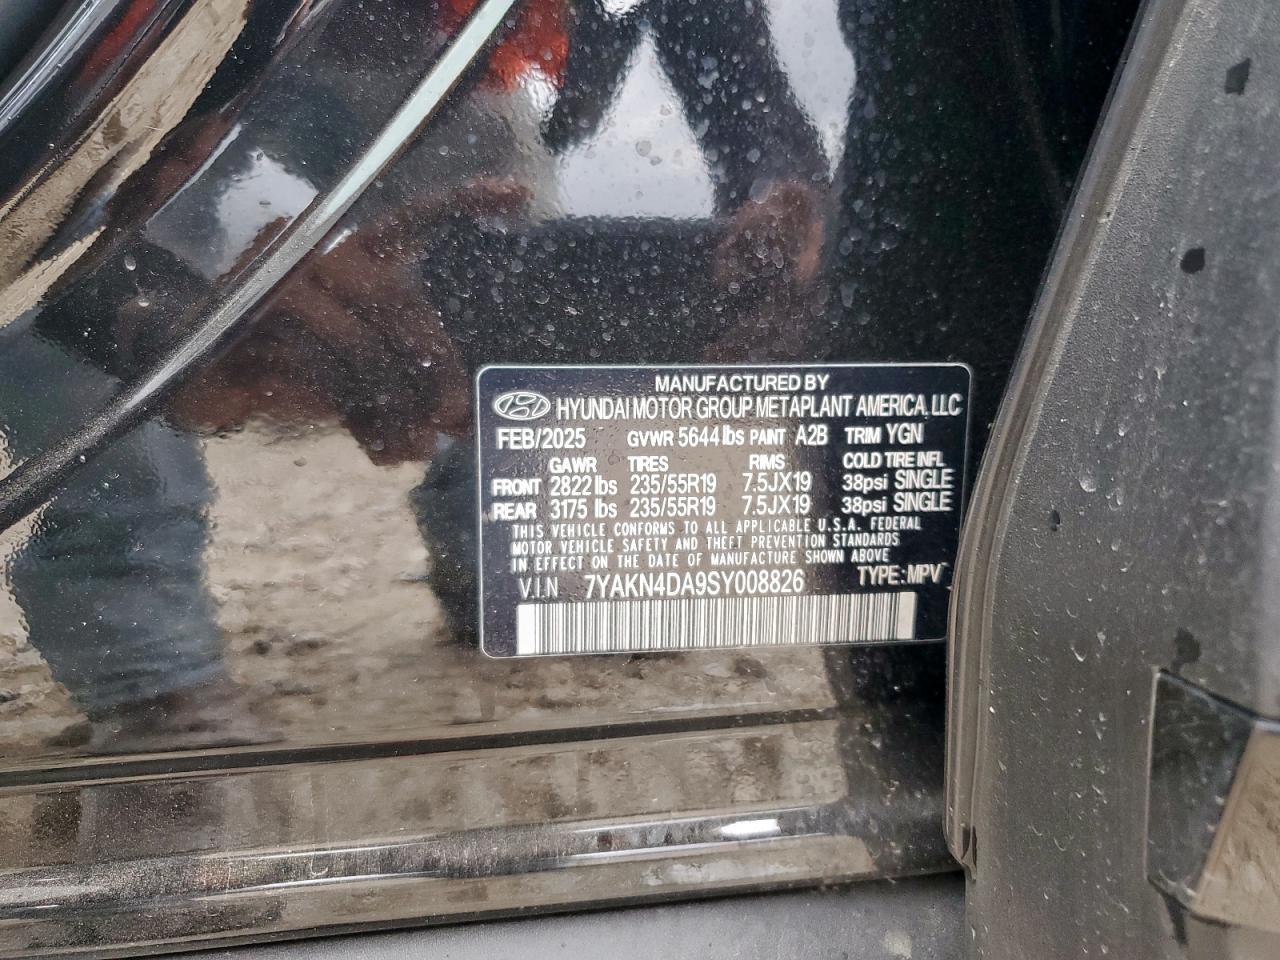 MANUFACTURED BY
HYUNDAI MOTOR GROUP METAPLANT AMERICA, LLC
FEB/2025 GVWR 5644 lbs PAINT A2B TRIM YGN
GAWR TIRES RIMS COLD TIRE INFL
FRONT 2822 lbs 235/55R19 7.5JX19 38psi SINGLE
REAR 3175 lbs 235/55R19 7.5JX19 38psi SINGLE
THIS VEHICLE CONFORMS TO ALL APPLICABLE U.S.A. FEDERAL
MOTOR VEHICLE SAFETY AND THEFT PREVENTION STANDARDS
IN EFFECT ON THE DATE OF MANUFACTURE SHOWN ABOVE
V.I.N 7YAKN4DA9SY008826 TYPE: MPV